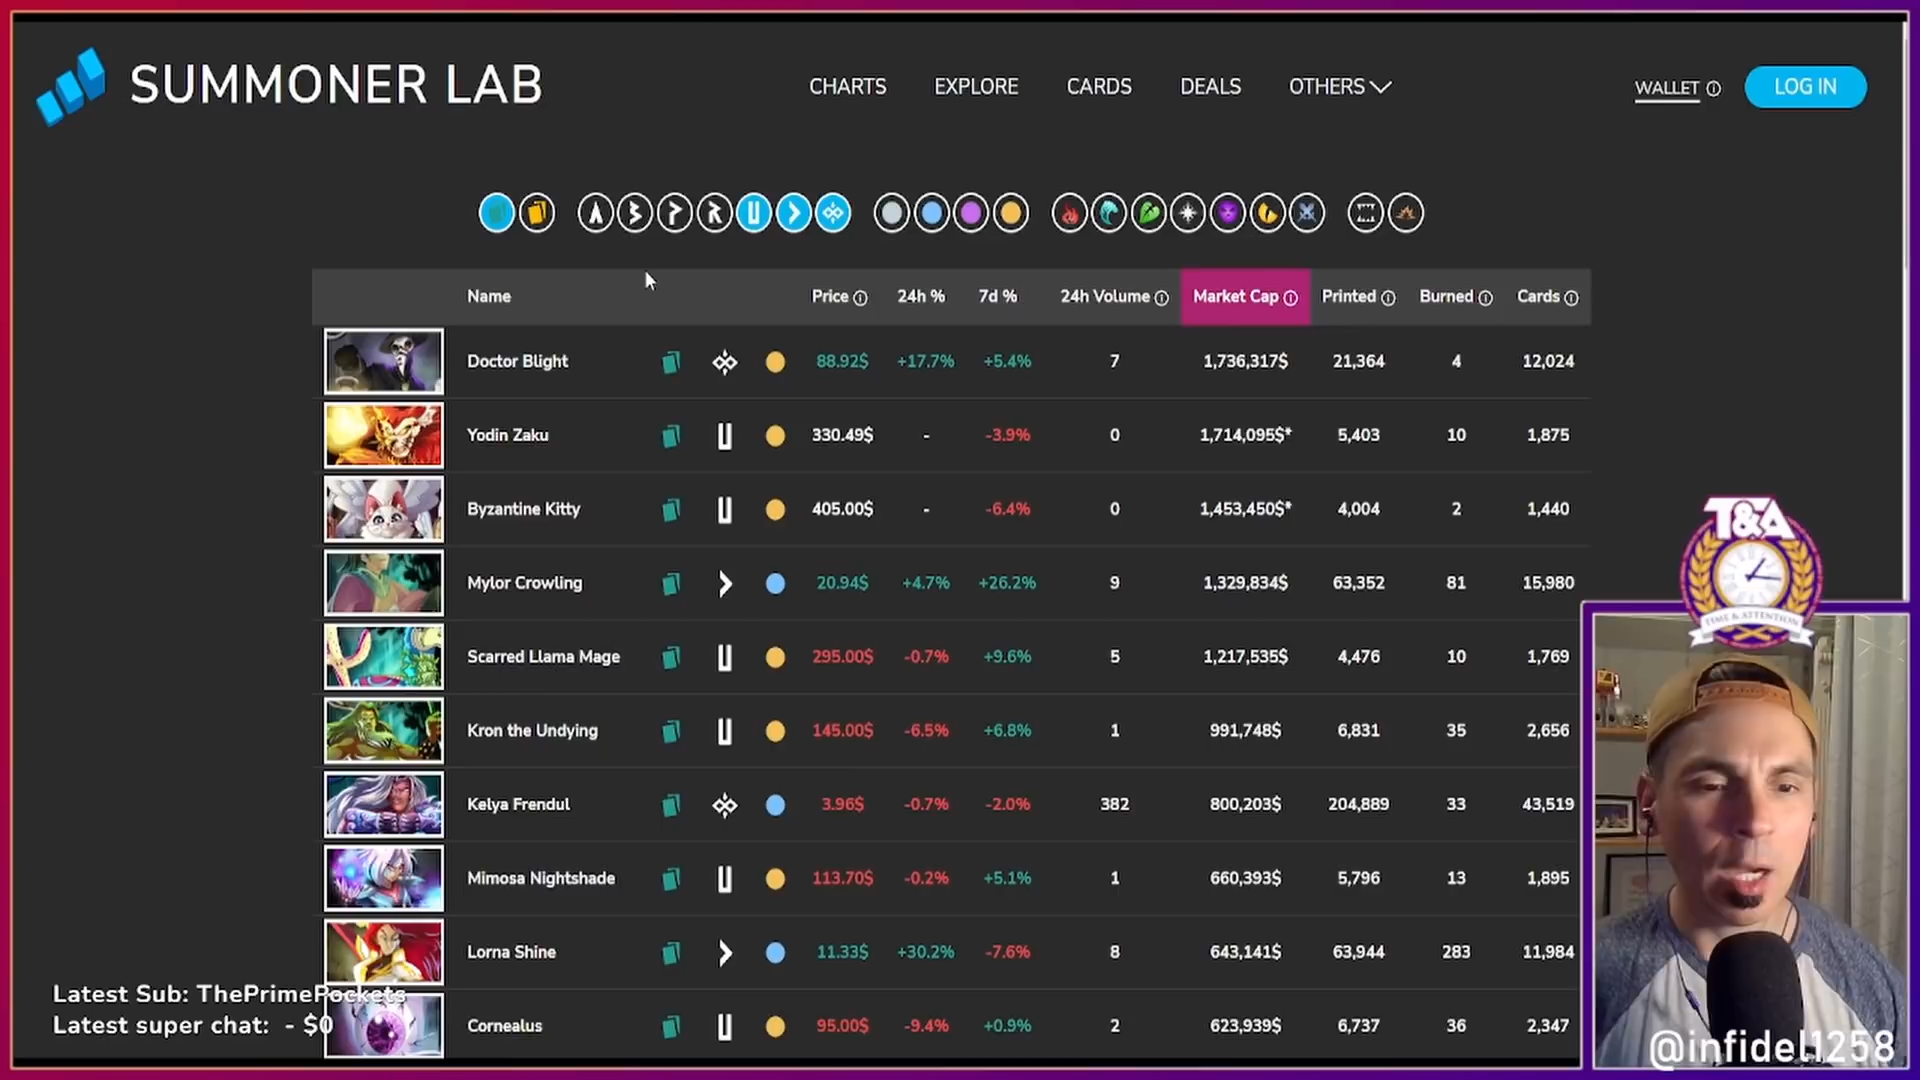 SUMMONER LAB
CHARTS EXPLORE CARDS DEALS OTHERS
WALLET LOG IN
Name Price 24h % 7d % 24h Volume Market Cap Printed Burned Cards
Doctor Blight 88.92$ +17.7% +5.4% 7 1,736,317$ 21,364 4 12,024
Yodin Zaku 330.49$ - -3.9% 0 1,714,095$* 5,403 10 1,875
Byzantine Kitty 405.00$ - -6.4% 0 1,453,450$* 4,004 2 1,440
Mylor Crowling 20.94$ +4.7% +26.2% 9 1,329,834$ 63,352 81 15,980
Scarred Llama Mage 295.00$ -0.7% +9.6% 5 1,217,535$ 4,476 10 1,769
Kron the Undying 145.00$ -6.5% +6.8% 1 991,748$ 6,831 35 2,656
Kelya Frendul 3.96$ -0.7% -2.0% 382 800,203$ 204,889 33 43,519
Mimosa Nightshade 113.70$ -0.2% +5.1% 1 660,393$ 5,796 13 1,895
Lorna Shine 11.33$ +30.2% -7.6% 8 643,141$ 63,944 283 11,984
Cornealus 95.00$ -9.4% +0.9% 2 623,939$ 6,737 36 2,347
T&A
TIME & ATTENTION
Latest Sub: ThePrimePockets
Latest super chat: - $0
@infidel1258